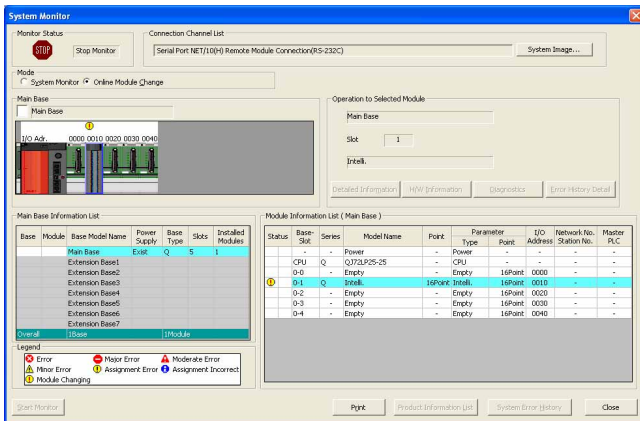 System Monitor
Monitor Status
STOP
Stop Monitor
Connection Channel List
Serial Port NET/10(H) Remote Module Connection(RS-232C)
System Image...
Mode
System Monitor Online Module Change
Main Base
Main Base
I/O Adr. 0000 0010 0020 0030 0040
Operation to Selected Module
Main Base
Slot 1
Intelli.
Detailed Information H/W Information Diagnostics Error History Detail
Main Base Information List
Base Module Base Model Name Power Supply Base Type Slots Installed Modules
Main Base Exist Q 5 1
Extension Base1
Extension Base2
Extension Base3
Extension Base4
Extension Base5
Extension Base6
Extension Base7
Overall 1Base 1Module
Module Information List ( Main Base )
Status Base-Slot Series Model Name Point Parameter Type Point I/O Address Network No. Station No. Master PLC
- - Power - Power - - - -
CPU Q QJ72LP25-25 - CPU - - - -
0-0 - Empty - Empty 16Point 0000 - -
0-1 Q Intelli. 16Point Intelli. 16Point 0010 - -
0-2 - Empty - Empty 16Point 0020 - -
0-3 - Empty - Empty 16Point 0030 - -
0-4 - Empty - Empty 16Point 0040 - -
Legend
Error Major Error Moderate Error
Minor Error Assignment Error Assignment Incorrect
Module Changing
Start Monitor Print Product Information List System Error History Close